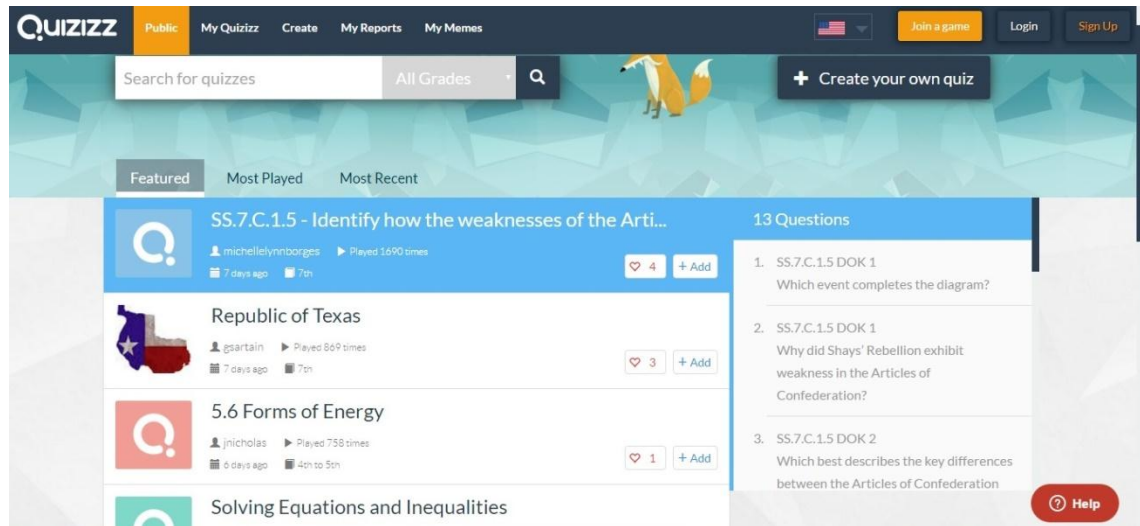 QUIZIZZ Public My Quizizz Create My Reports My Memes Join a game Login Sign Up
Search for quizzes All Grades + Create your own quiz
Featured Most Played Most Recent
SS.7.C.1.5 - Identify how the weaknesses of the Arti...
michellelynnborges Played 1690 times
7 days ago 7th
4 + Add
Republic of Texas
gsartain Played 869 times
7 days ago 7th
3 + Add
5.6 Forms of Energy
jnicholas Played 758 times
6 days ago 4th to 5th
1 + Add
Solving Equations and Inequalities
13 Questions
1. SS.7.C.1.5 DOK 1
Which event completes the diagram?
2. SS.7.C.1.5 DOK 1
Why did Shays' Rebellion exhibit
weakness in the Articles of
Confederation?
3. SS.7.C.1.5 DOK 2
Which best describes the key differences
between the Articles of Confederation
Help